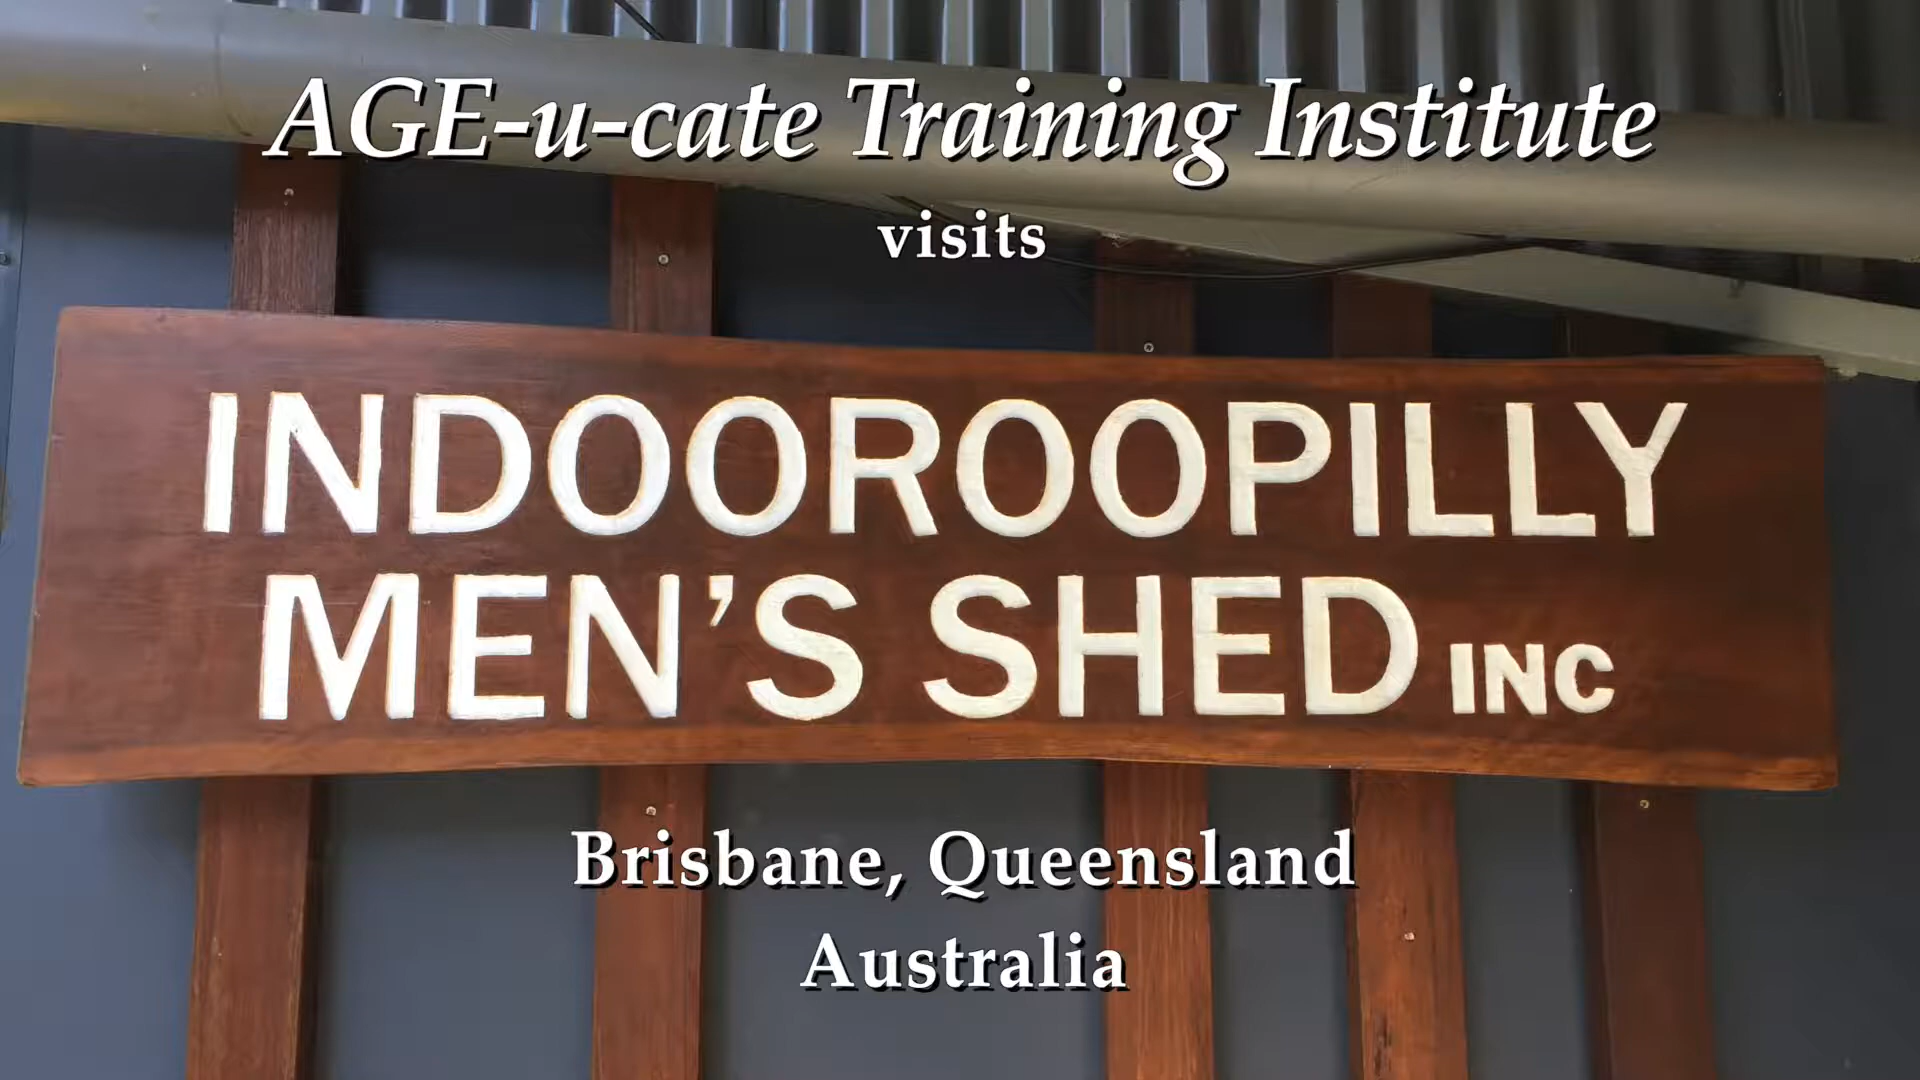 AGE-u-cate Training Institute
visits
INDOOROOPILLY
MEN'S SHED INC
Brisbane, Queensland
Australia